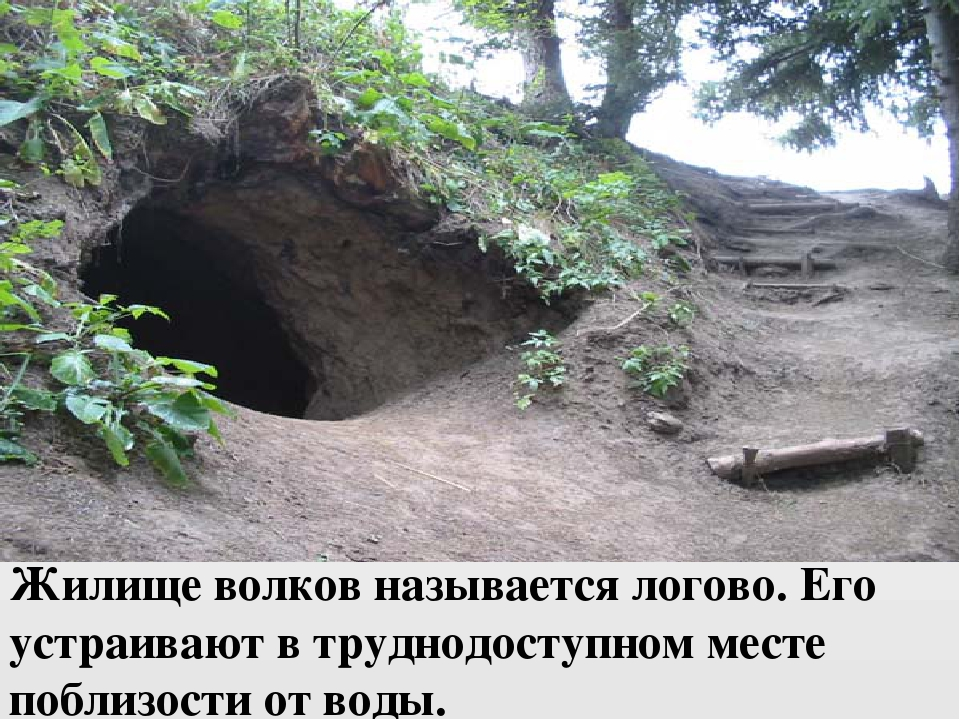 Жилище волков называется логово. Его
устраивают в труднодоступном месте
поблизости от воды.